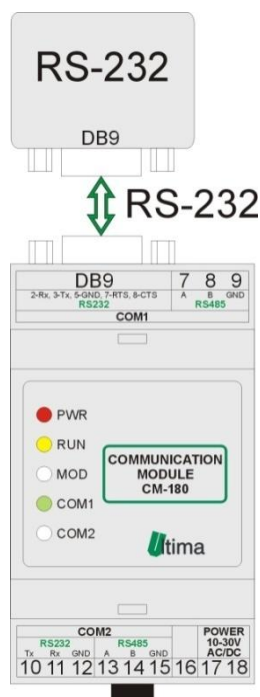 RS-232
DB9
RS-232
DB9 7 8 9
2-Rx, 3-Tx, 5-GND, 7-RTS, 8-CTS A B GND
RS232 RS485
COM1
PWR
RUN
MOD
COM1
COM2
COMMUNICATION
MODULE
CM-180
Ultima
COM2 POWER
RS232 RS485 10-30V
Tx Rx GND A B GND AC/DC
10 11 12 13 14 15 16 17 18